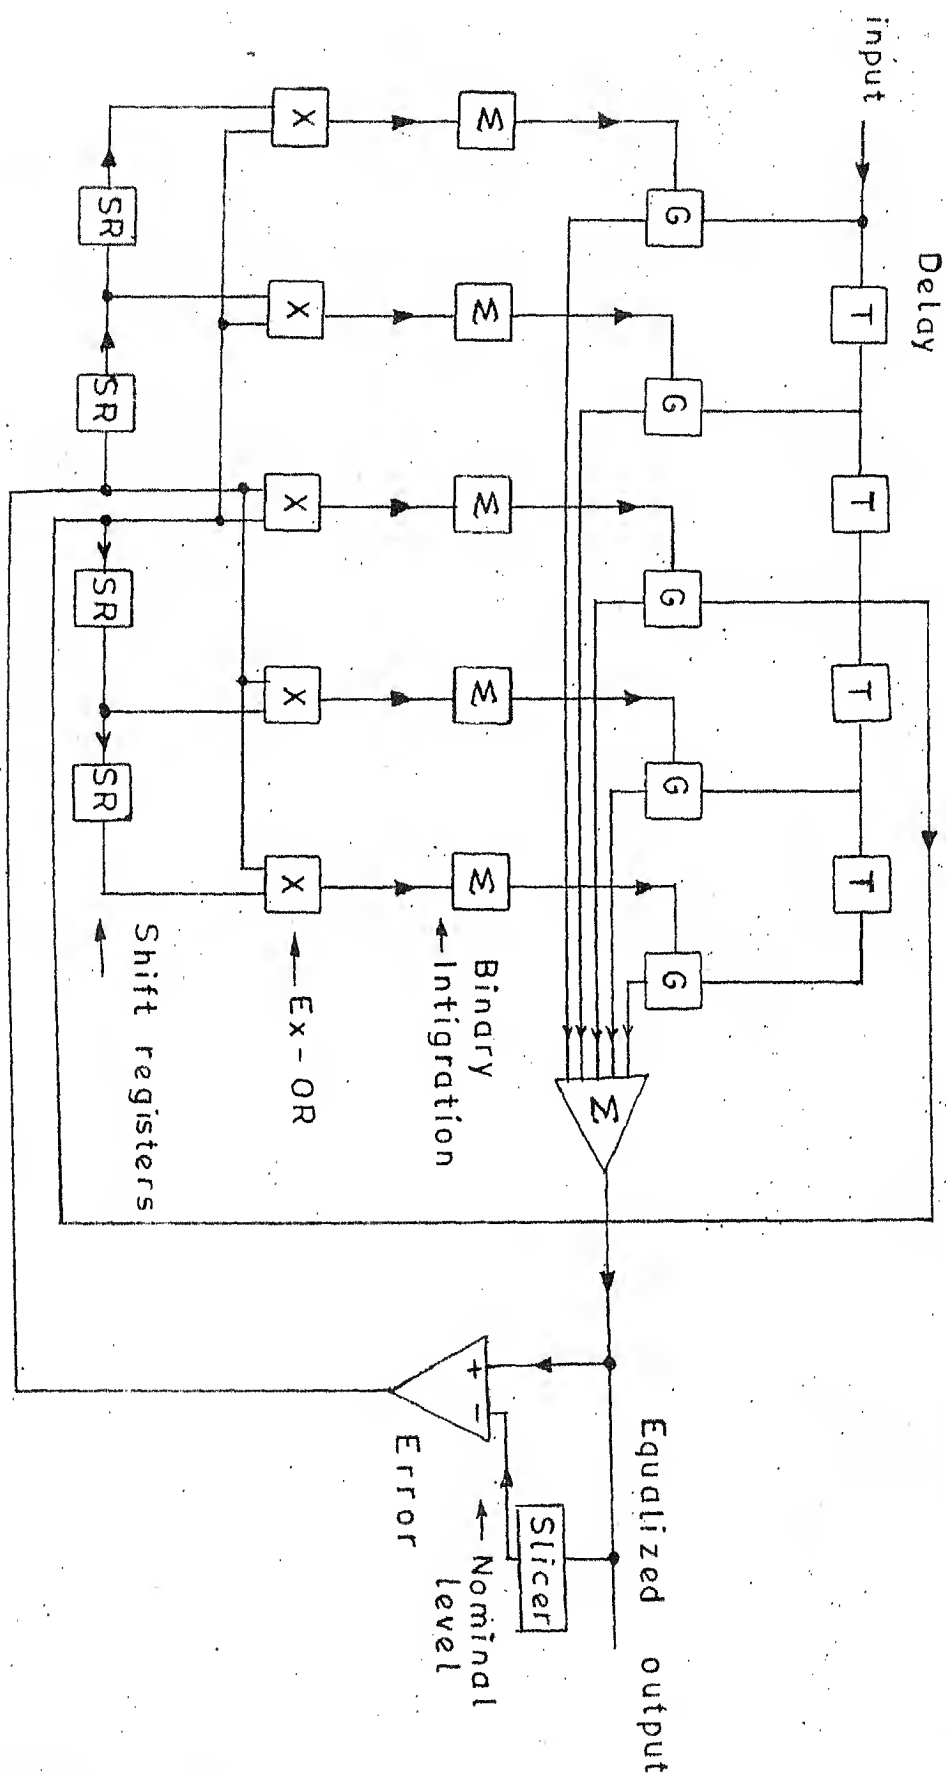 Delay
input
T T T T
G G G G G
Equalized output
Σ
Slicer
Σ Σ Σ Σ Σ
+ -
Nominal
level
Binary
Intigration
Error
X X X X X
Ex-OR
SR SR SR SR
Shift registers